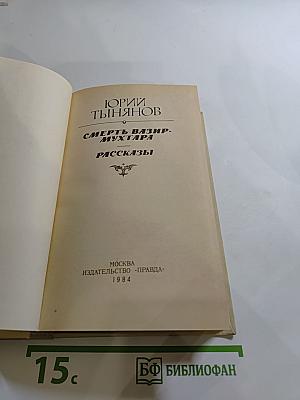 ЮРИЙ
ТЫНЯНОВ
СМЕРТЬ ВАЗИР-
МУХТАРА
РАССКАЗЫ
МОСКВА
ИЗДАТЕЛЬСТВО «ПРАВДА»
1984
15с
БФ БИБЛИОФАН